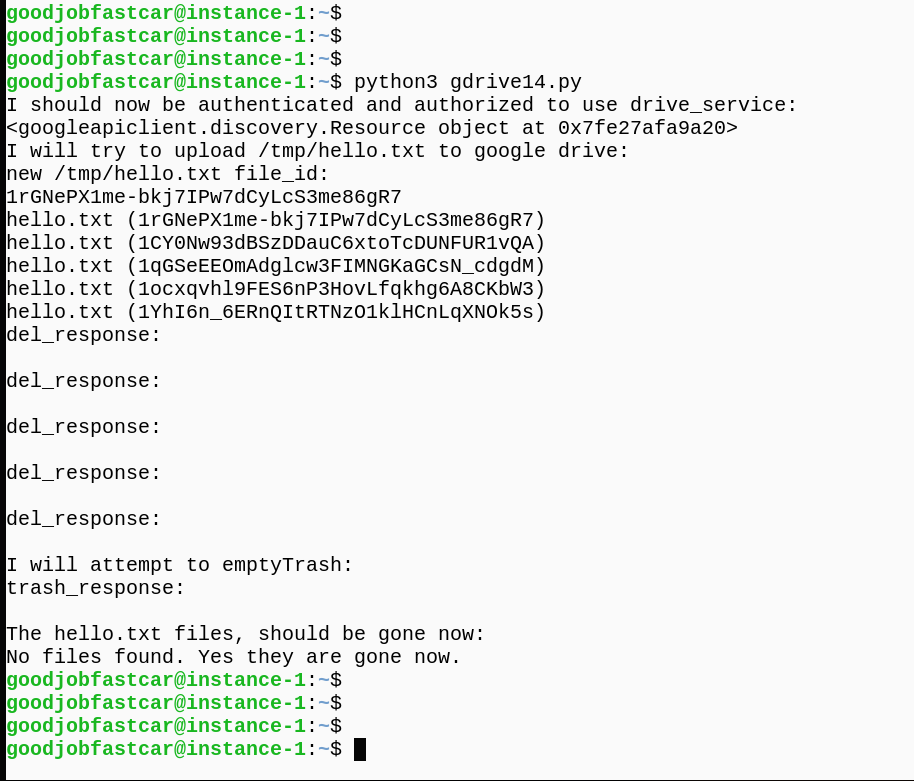 goodjobfastcar@instance-1:~$
goodjobfastcar@instance-1:~$
goodjobfastcar@instance-1:~$
goodjobfastcar@instance-1:~$ python3 gdrive14.py
I should now be authenticated and authorized to use drive_service:
<googleapiclient.discovery.Resource object at 0x7fe27afa9a20>
I will try to upload /tmp/hello.txt to google drive:
new /tmp/hello.txt file_id:
1rGNePX1me-bkj7IPw7dCyLcS3me86gR7
hello.txt (1rGNePX1me-bkj7IPw7dCyLcS3me86gR7)
hello.txt (1CY0Nw93dBSzDDauC6xtoTcDUNFUR1vQA)
hello.txt (1qGSeEEOmAdglcw3FIMNGKaGCsN_cdgdM)
hello.txt (1ocxqvhl9FES6nP3HovLfqkhg6A8CKbW3)
hello.txt (1YhI6n_6ERnQItRTNzO1klHCnLqXNOk5s)
del_response:
del_response:
del_response:
del_response:
del_response:
I will attempt to emptyTrash:
trash_response:
The hello.txt files, should be gone now:
No files found. Yes they are gone now.
goodjobfastcar@instance-1:~$
goodjobfastcar@instance-1:~$
goodjobfastcar@instance-1:~$
goodjobfastcar@instance-1:~$